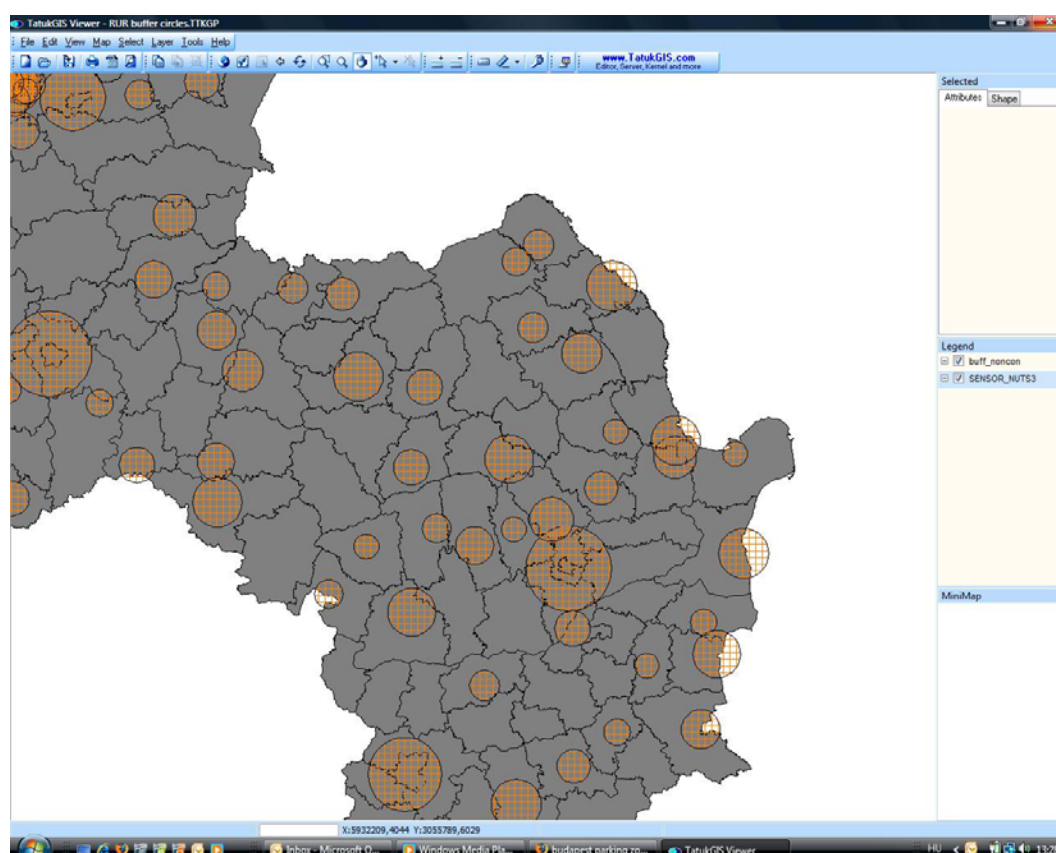 TatukGIS Viewer - RUR buffer circles.TTKGP
File Edit View Map Select Layer Tools Help
www.TatukGIS.com
Editor, Server, Kernel and more
Selected
Attributes Shape
Legend
buff_noncon
SENSOR_NUTS3
MiniMap
X:5932209,4044 Y:3055789,6029
Inbox - Microsoft O...
Windows Media Pla...
budapest parking zo...
TatukGIS Viewer
HU